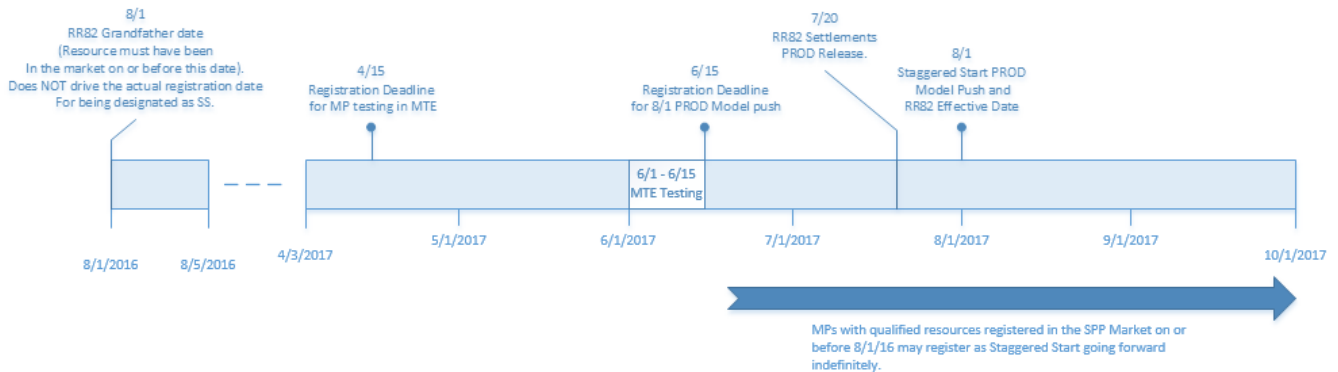 8/1
RR82 Grandfather date
(Resource must have been
In the market on or before this date).
Does NOT drive the actual registration date
For being designated as SS.
4/15
Registration Deadline
for MP testing in MTE
6/15
Registration Deadline
for 8/1 PROD Model push
7/20
RR82 Settlements
PROD Release.
8/1
Staggered Start PROD
Model Push and
RR82 Effective Date
6/1 - 6/15
MTE Testing
8/1/2016
8/5/2016
4/3/2017
5/1/2017
6/1/2017
7/1/2017
8/1/2017
9/1/2017
10/1/2017
MPs with qualified resources registered in the SPP Market on or
before 8/1/16 may register as Staggered Start going forward
indefinitely.